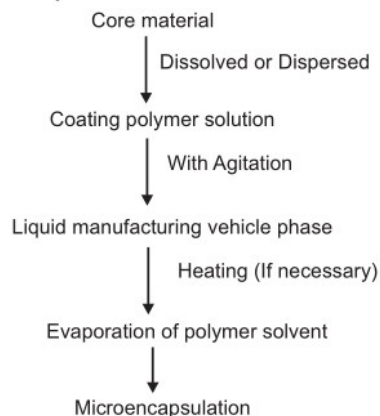 Core material
Dissolved or Dispersed
Coating polymer solution
With Agitation
Liquid manufacturing vehicle phase
Heating (If necessary)
Evaporation of polymer solvent
Microencapsulation